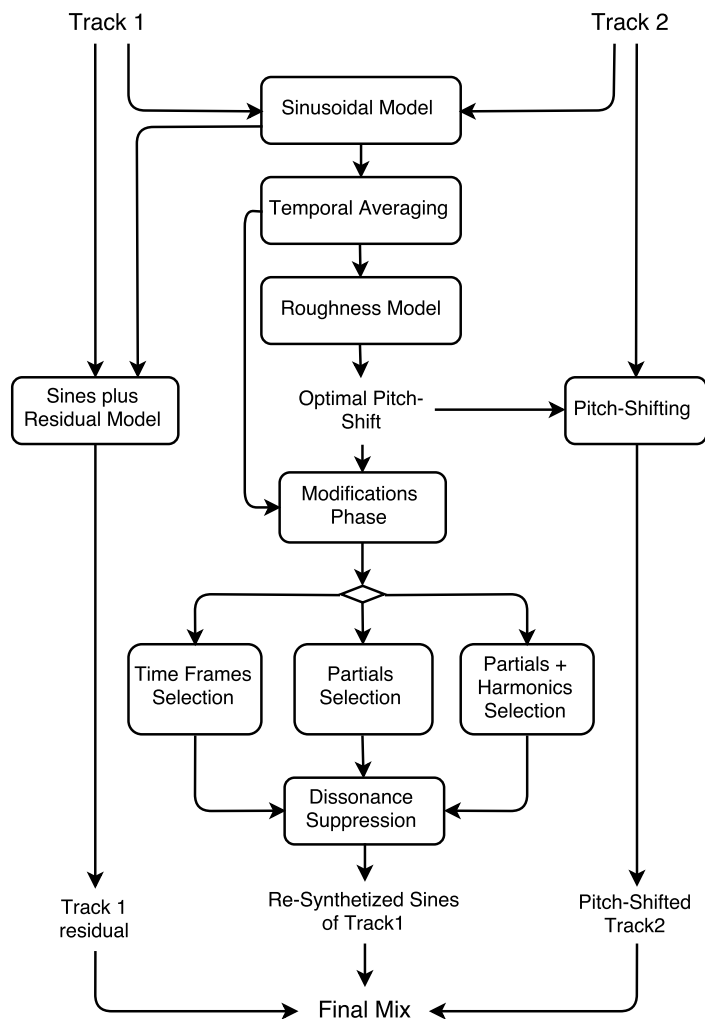 Track 1
Track 2
Sinusoidal Model
Temporal Averaging
Roughness Model
Sines plus
Residual Model
Optimal Pitch-
Shift
Pitch-Shifting
Modifications
Phase
Time Frames
Selection
Partials
Selection
Partials +
Harmonics
Selection
Dissonance
Suppression
Track 1
residual
Re-Synthetized Sines
of Track1
Pitch-Shifted
Track2
Final Mix